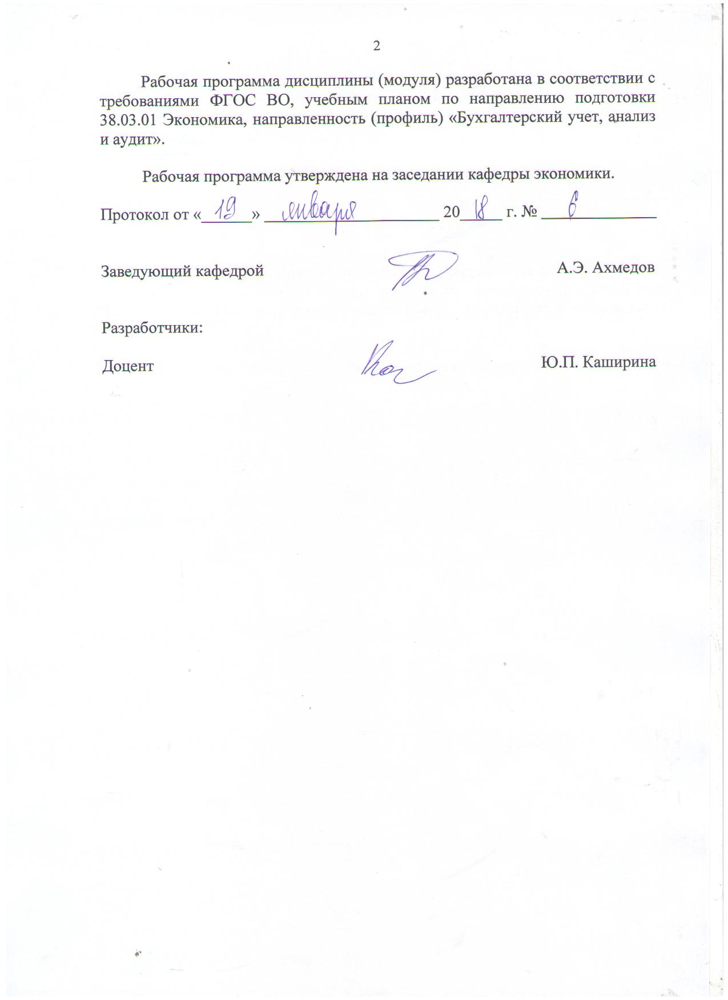 2
Рабочая программа дисциплины (модуля) разработана в соответствии с
требованиями ФГОС ВО, учебным планом по направлению подготовки
38.03.01 Экономика, направленность (профиль) «Бухгалтерский учет, анализ
и аудит».
Рабочая программа утверждена на заседании кафедры экономики.
Протокол от « 19 » января 20 18 г. № 6
Заведующий кафедрой А.Э. Ахмедов
Разработчики:
Доцент Ю.П. Каширина